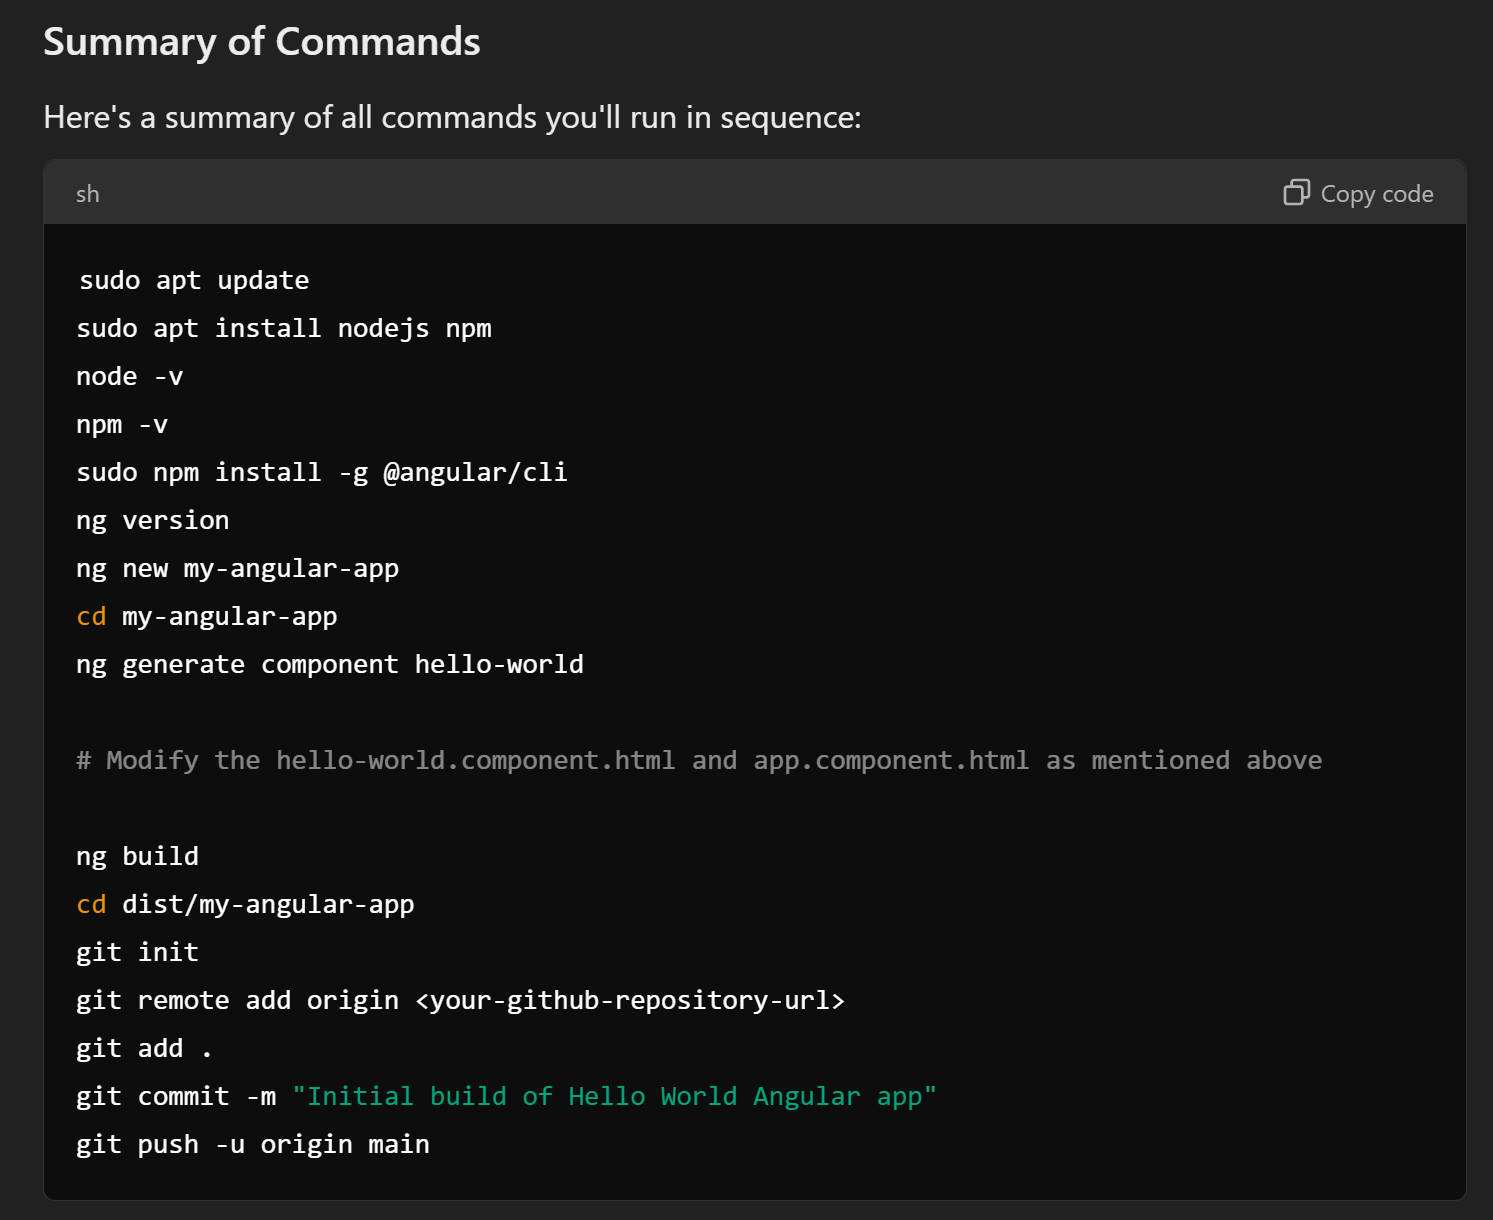 Summary of Commands
Here's a summary of all commands you'll run in sequence:
sh
Copy code
sudo apt update
sudo apt install nodejs npm
node -v
npm -v
sudo npm install -g @angular/cli
ng version
ng new my-angular-app
cd my-angular-app
ng generate component hello-world
# Modify the hello-world.component.html and app.component.html as mentioned above
ng build
cd dist/my-angular-app
git init
git remote add origin <your-github-repository-url>
git add .
git commit -m "Initial build of Hello World Angular app"
git push -u origin main